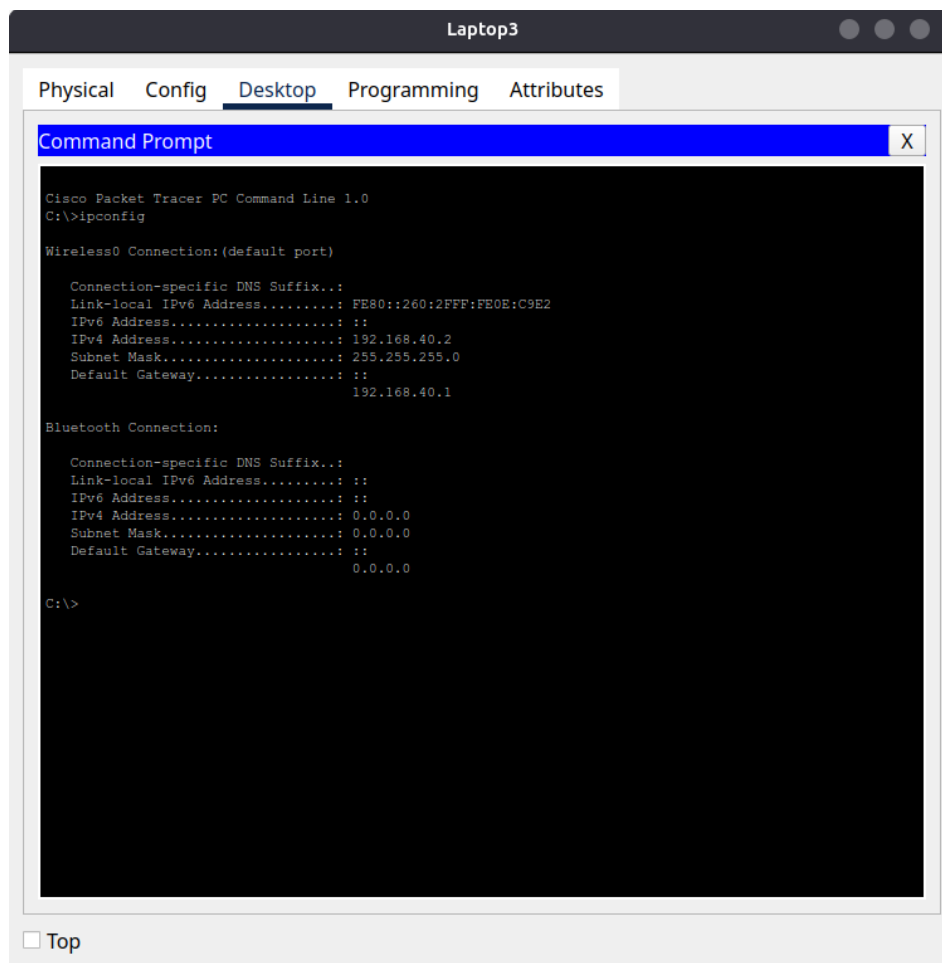 Laptop3
Physical Config Desktop Programming Attributes
Command Prompt X
Cisco Packet Tracer PC Command Line 1.0
C:\>ipconfig
Wireless0 Connection:(default port)
Connection-specific DNS Suffix..:
Link-local IPv6 Address.........: FE80::260:2FFF:FE0E:C9E2
IPv6 Address....................: ::
IPv4 Address....................: 192.168.40.2
Subnet Mask.....................: 255.255.255.0
Default Gateway.................: ::
192.168.40.1
Bluetooth Connection:
Connection-specific DNS Suffix..:
Link-local IPv6 Address.........: ::
IPv6 Address....................: ::
IPv4 Address....................: 0.0.0.0
Subnet Mask.....................: 0.0.0.0
Default Gateway.................: ::
0.0.0.0
C:\>
Top